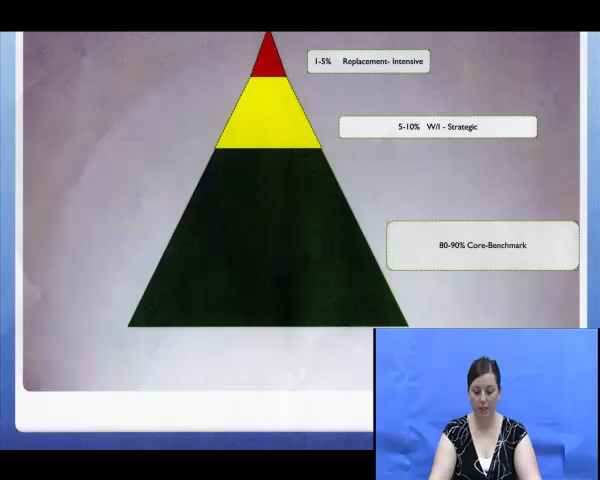 1-5% Replacement- Intensive
5-10% W/I - Strategic
80-90% Core-Benchmark